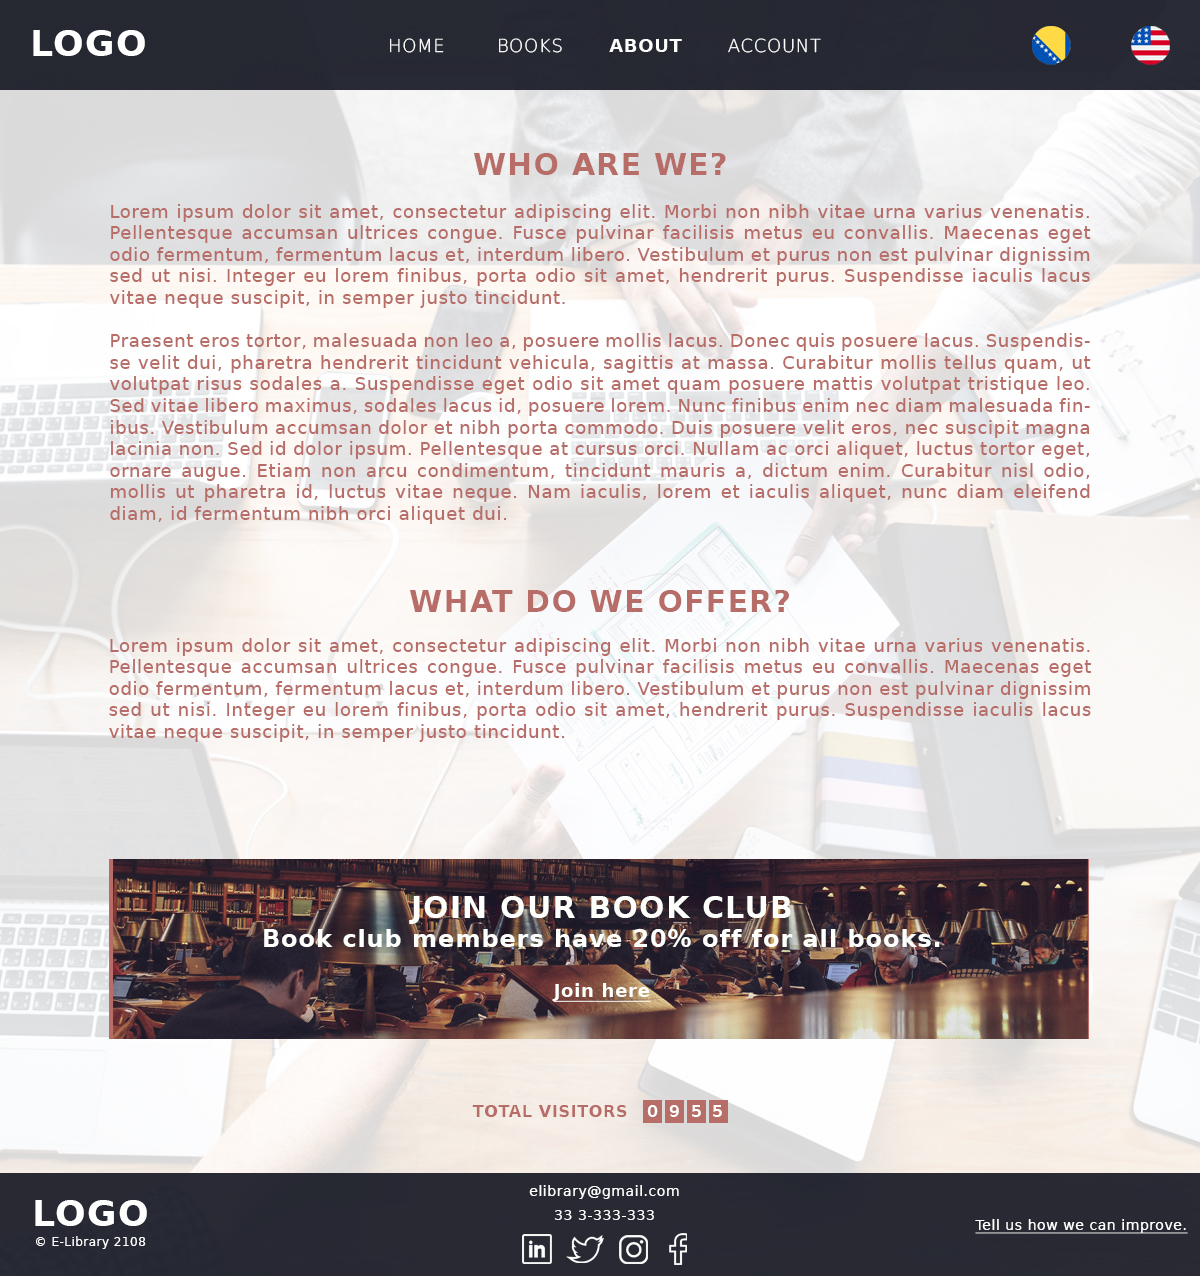 LOGO
HOME BOOKS ABOUT ACCOUNT
WHO ARE WE?
Lorem ipsum dolor sit amet, consectetur adipiscing elit. Morbi non nibh vitae urna varius venenatis.
Pellentesque accumsan ultrices congue. Fusce pulvinar facilisis metus eu convallis. Maecenas eget
odio fermentum, fermentum lacus et, interdum libero. Vestibulum et purus non est pulvinar dignissim
sed ut nisi. Integer eu lorem finibus, porta odio sit amet, hendrerit purus. Suspendisse iaculis lacus
vitae neque suscipit, in semper justo tincidunt.
Praesent eros tortor, malesuada non leo a, posuere mollis lacus. Donec quis posuere lacus. Suspendis-
se velit dui, pharetra hendrerit tincidunt vehicula, sagittis at massa. Curabitur mollis tellus quam, ut
volutpat risus sodales a. Suspendisse eget odio sit amet quam posuere mattis volutpat tristique leo.
Sed vitae libero maximus, sodales lacus id, posuere lorem. Nunc finibus enim nec diam malesuada fin-
ibus. Vestibulum accumsan dolor et nibh porta commodo. Duis posuere velit eros, nec suscipit magna
lacinia non. Sed id dolor ipsum. Pellentesque at cursus orci. Nullam ac orci aliquet, luctus tortor eget,
ornare augue. Etiam non arcu condimentum, tincidunt mauris a, dictum enim. Curabitur nisl odio,
mollis ut pharetra id, luctus vitae neque. Nam iaculis, lorem et iaculis aliquet, nunc diam eleifend
diam, id fermentum nibh orci aliquet dui.
WHAT DO WE OFFER?
Lorem ipsum dolor sit amet, consectetur adipiscing elit. Morbi non nibh vitae urna varius venenatis.
Pellentesque accumsan ultrices congue. Fusce pulvinar facilisis metus eu convallis. Maecenas eget
odio fermentum, fermentum lacus et, interdum libero. Vestibulum et purus non est pulvinar dignissim
sed ut nisi. Integer eu lorem finibus, porta odio sit amet, hendrerit purus. Suspendisse iaculis lacus
vitae neque suscipit, in semper justo tincidunt.
JOIN OUR BOOK CLUB
Book club members have 20% off for all books.
Join here
TOTAL VISITORS 0 9 5 5
LOGO
© E-Library 2108
elibrary@gmail.com
33 3-333-333
in
Tell us how we can improve.